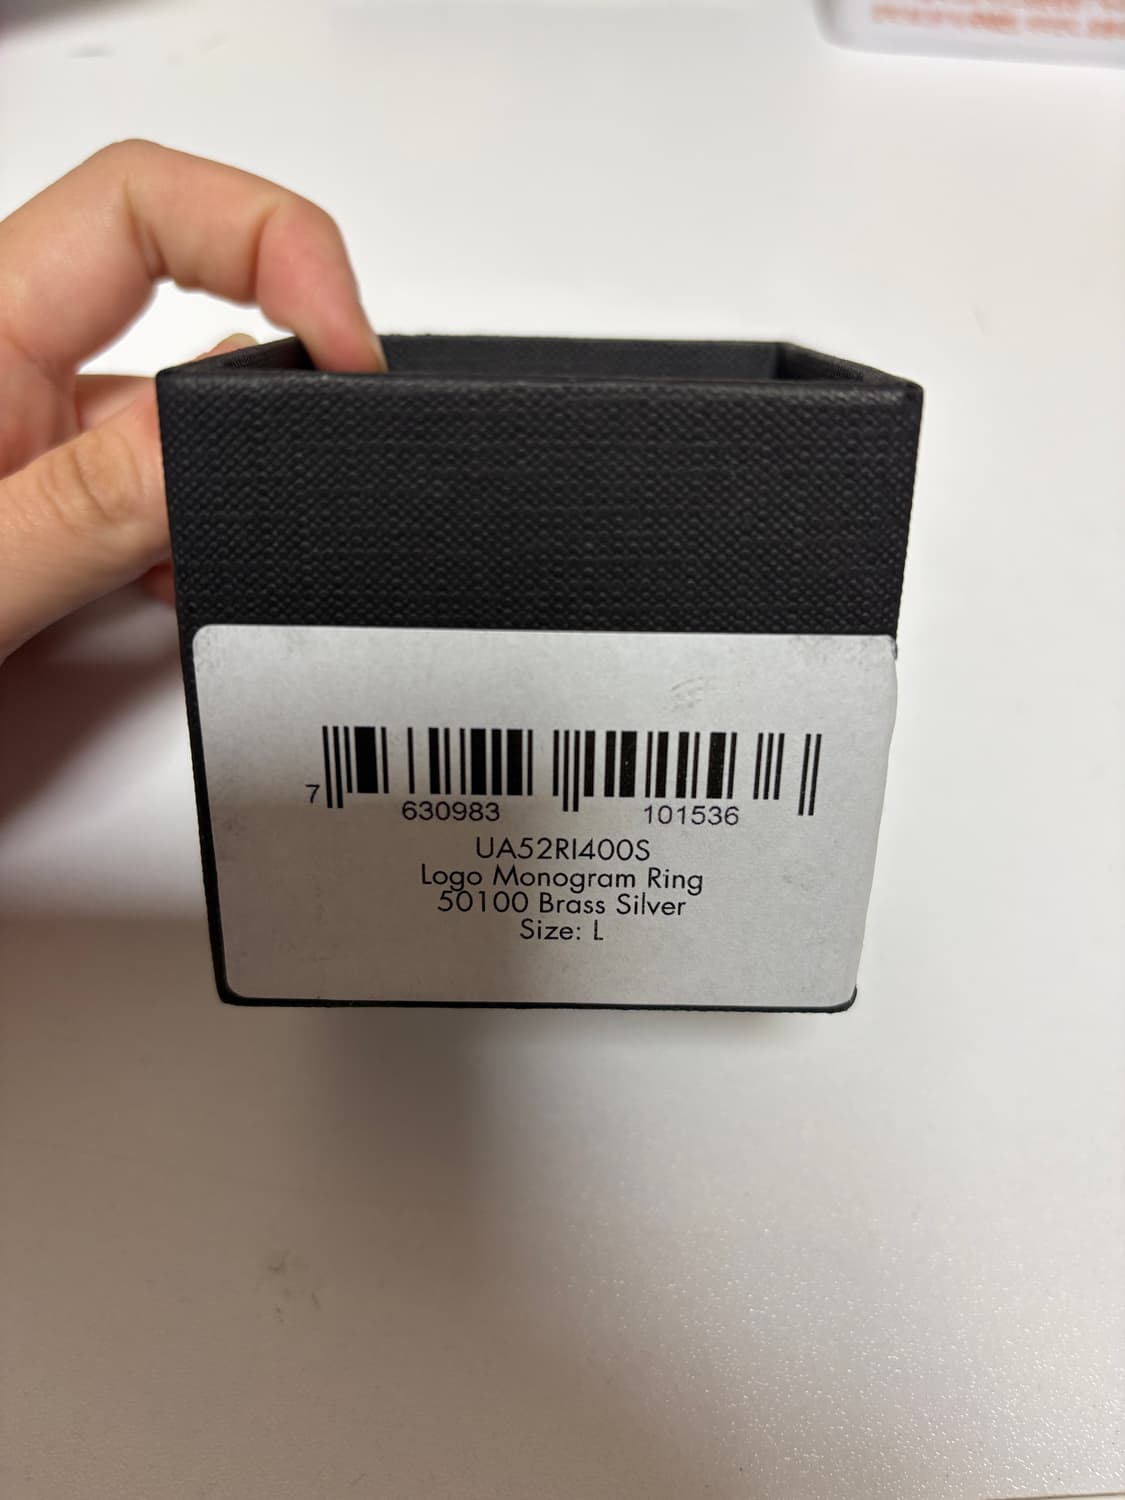 7 630983 101536
UA52RI400S
Logo Monogram Ring
50100 Brass Silver
Size: L